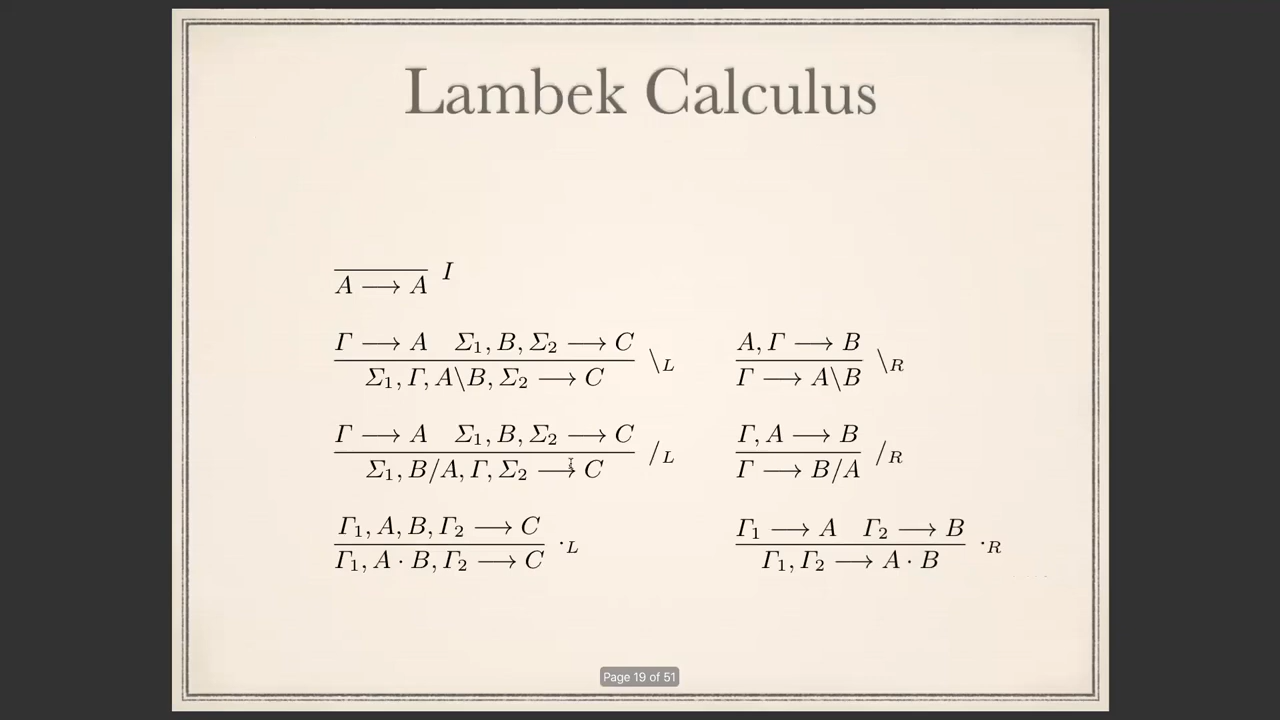 Lambek Calculus
A ⟶ A I
Γ ⟶ A Σ₁, B, Σ₂ ⟶ C
Σ₁, Γ, A\B, Σ₂ ⟶ C \L
A, Γ ⟶ B
Γ ⟶ A\B \R
Γ ⟶ A Σ₁, B, Σ₂ ⟶ C
Σ₁, B/A, Γ, Σ₂ ⟶ C /L
Γ, A ⟶ B
Γ ⟶ B/A /R
Γ₁, A, B, Γ₂ ⟶ C
Γ₁, A · B, Γ₂ ⟶ C ·L
Γ₁ ⟶ A Γ₂ ⟶ B
Γ₁, Γ₂ ⟶ A · B ·R
Page 19 of 51